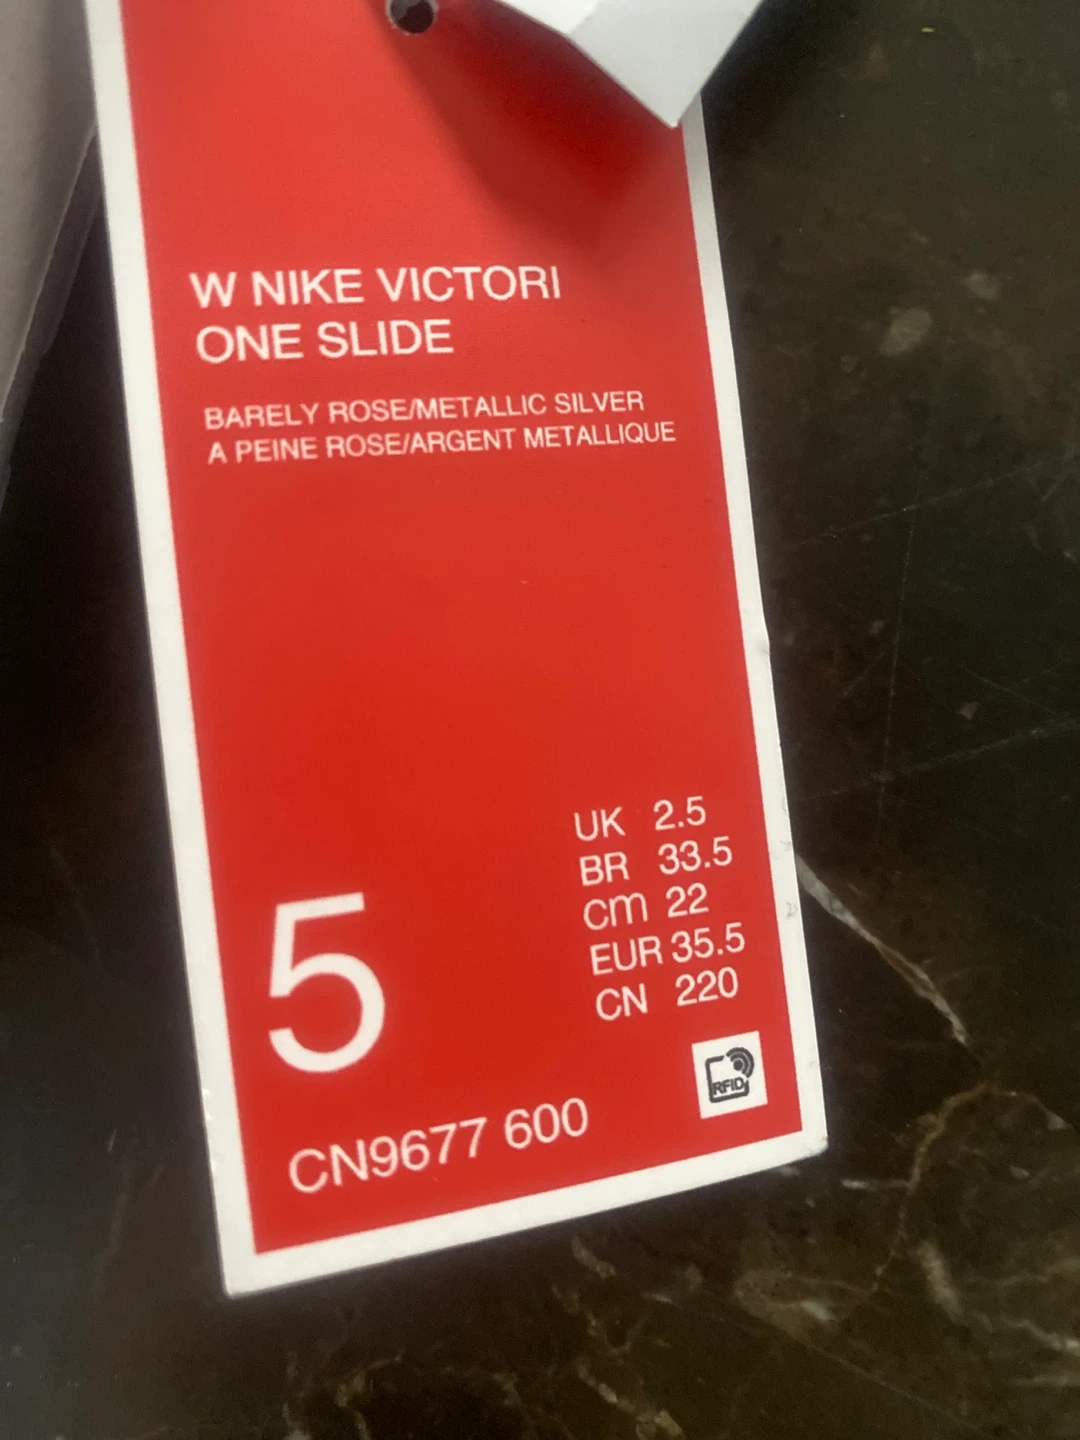 W NIKE VICTORI
ONE SLIDE
BARELY ROSE/METALLIC SILVER
A PEINE ROSE/ARGENT METALLIQUE
UK 2.5
BR 33.5
cm 22
EUR 35.5
CN 220
5
RFID
CN9677 600